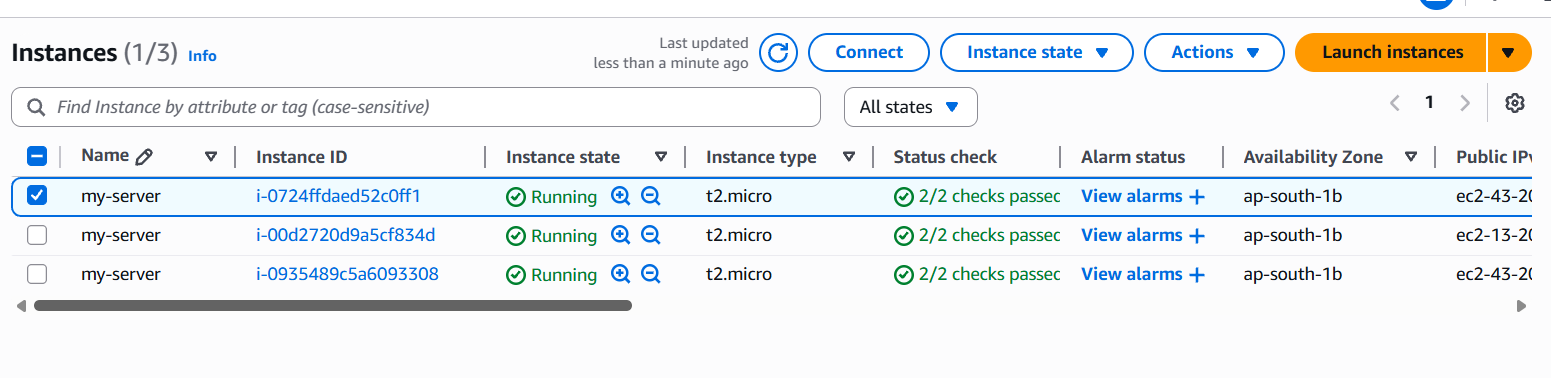 Instances (1/3) Info
Last updated
less than a minute ago
Connect
Instance state
Actions
Launch instances
Find Instance by attribute or tag (case-sensitive)
All states
1
Name Instance ID Instance state Instance type Status check Alarm status Availability Zone Public IPv
my-server i-0724ffdaed52c0ff1 Running t2.micro 2/2 checks passed View alarms ap-south-1b ec2-43-20
my-server i-00d2720d9a5cf834d Running t2.micro 2/2 checks passed View alarms ap-south-1b ec2-13-20
my-server i-0935489c5a6093308 Running t2.micro 2/2 checks passed View alarms ap-south-1b ec2-43-20